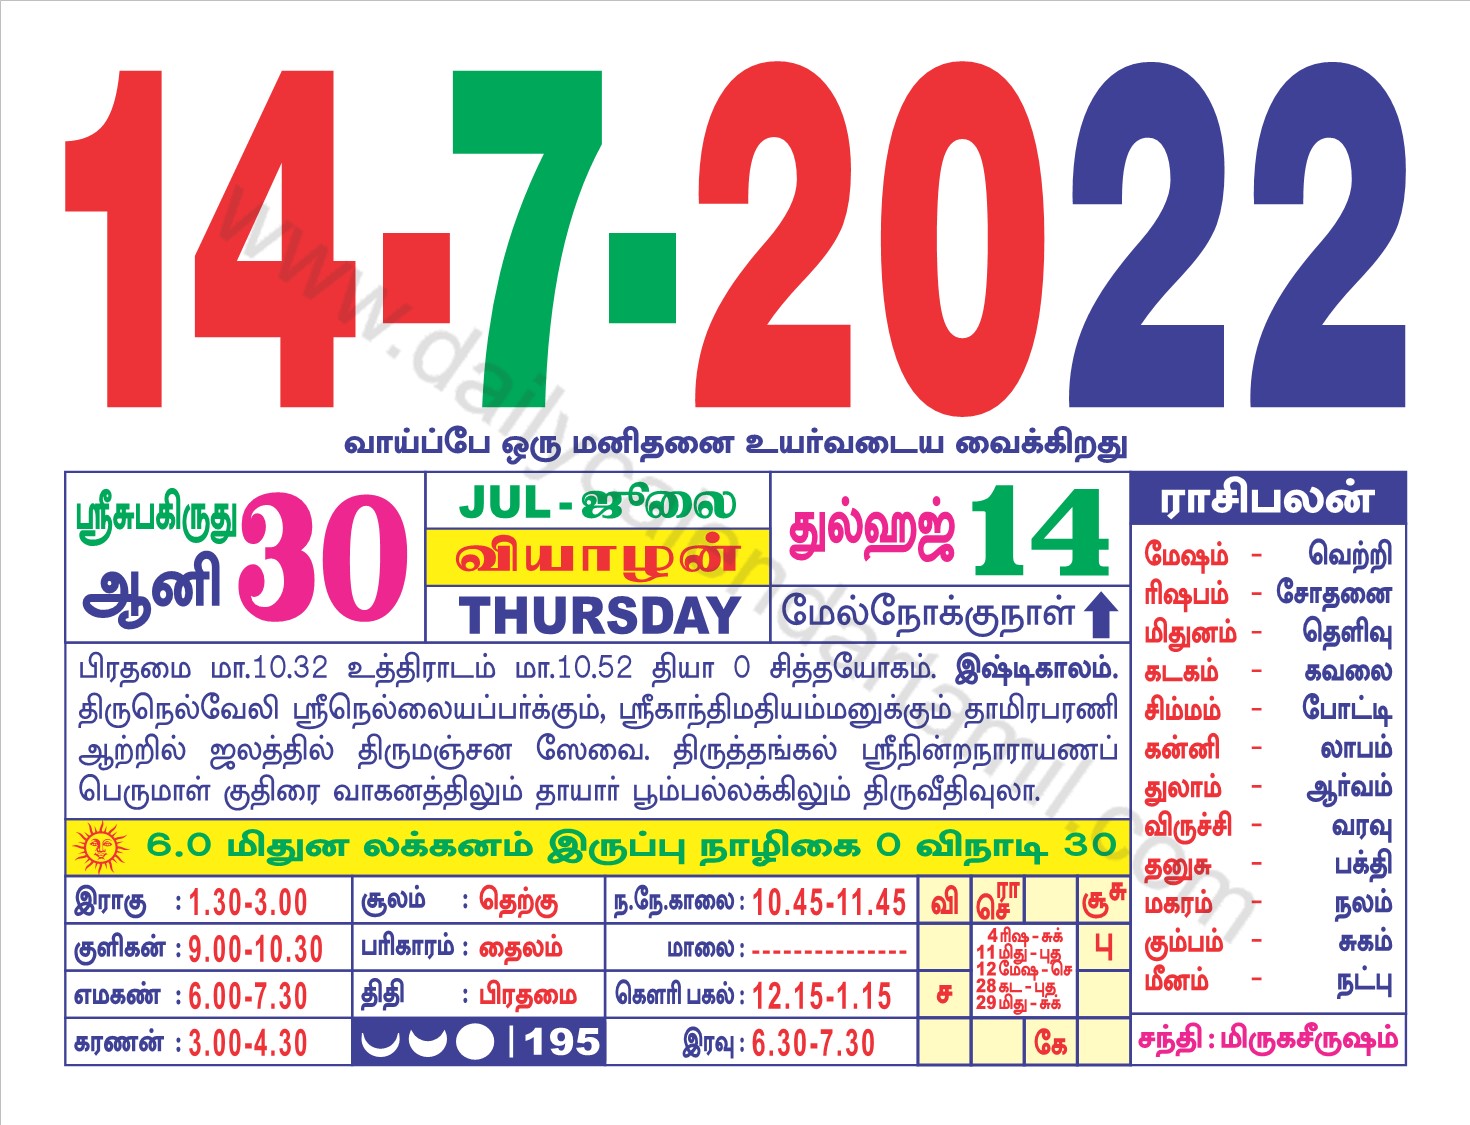 14-7-2022
வாய்ப்பே ஒரு மனிதனை உயர்வடைய வைக்கிறது
ஸ்ரீசுபகிருது
ஆனி 30
JUL - ஜூலை
வியாழன்
THURSDAY
துல்ஹஜ் 14
மேல்நோக்குநாள்
பிரதமை மா.10.32 உத்திராடம் மா.10.52 தியா 0 சித்தயோகம். இஷ்டிகாலம்.
திருநெல்வேலி ஸ்ரீநெல்லையப்பர்க்கும், ஸ்ரீகாந்திமதியம்மனுக்கும் தாமிரபரணி
ஆற்றில் ஜலத்தில் திருமஞ்சன ஸேவை. திருத்தங்கல் ஸ்ரீநின்றநாராயணப்
பெருமாள் குதிரை வாகனத்திலும் தாயார் பூம்பல்லக்கிலும் திருவீதிவுலா.
6.0 மிதுன லக்கனம் இருப்பு நாழிகை 0 விநாடி 30
இராகு : 1.30-3.00
குளிகன் : 9.00-10.30
எமகண் : 6.00-7.30
கரணன் : 3.00-4.30
சூலம் : தெற்கு
பரிகாரம் : தைலம்
திதி : பிரதமை
195
ந.நே.காலை : 10.45-11.45
மாலை : ---------------
கௌரி பகல் : 12.15-1.15
இரவு : 6.30-7.30
வி
ரா
செ
சூசு
பு
ச
கே
4 ரிஷ - சுக்
11 மிது - புத
12 மேஷ - செ
28 கட - புத
29 மிது - சுக்
ராசிபலன்
மேஷம் - வெற்றி
ரிஷபம் - சோதனை
மிதுனம் - தெளிவு
கடகம் - கவலை
சிம்மம் - போட்டி
கன்னி - லாபம்
துலாம் - ஆர்வம்
விருச்சி - வரவு
தனுசு - பக்தி
மகரம் - நலம்
கும்பம் - சுகம்
மீனம் - நட்பு
சந்தி : மிருகசீருஷம்
www.dailycalendartamil.com